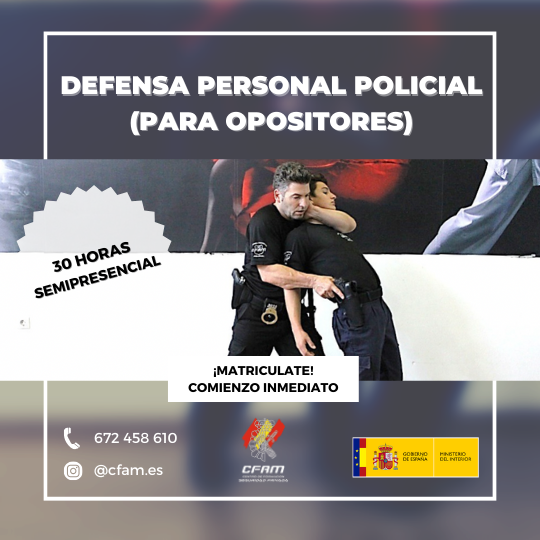 DEFENSA PERSONAL POLICIAL
(PARA OPOSITORES)
30 HORAS
SEMIPRESENCIAL
¡MATRICULATE!
COMIENZO INMEDIATO
672 458 610
@cfam.es
CFAM
GOBIERNO
DE ESPAÑA
MINISTERIO
DEL INTERIOR